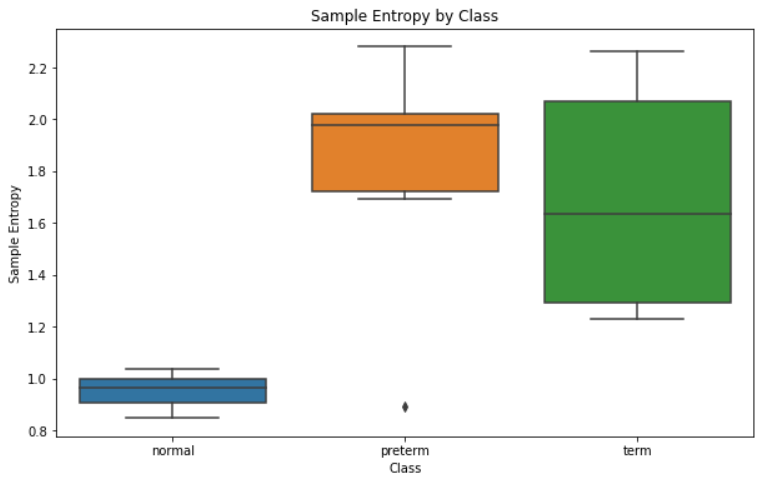 Sample Entropy by Class
Sample Entropy
2.2
2.0
1.8
1.6
1.4
1.2
1.0
0.8
normal preterm term
Class